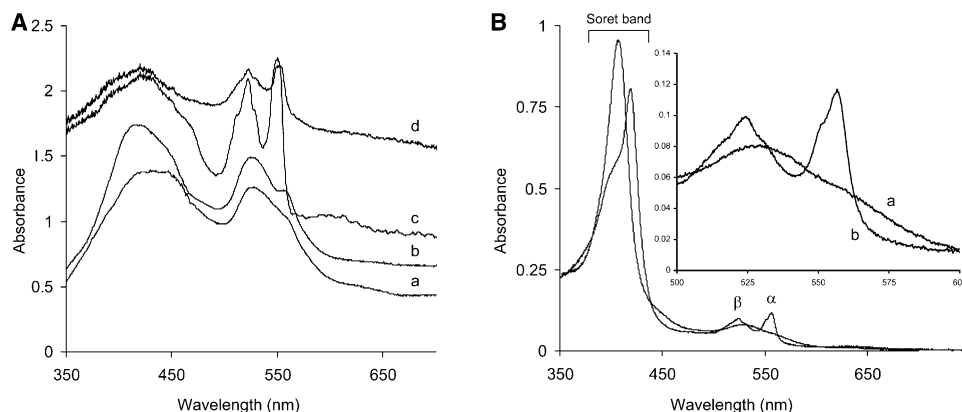 A
2.5
2
1.5
1
0.5
0
Absorbance
350
450
550
650
Wavelength (nm)
d
c
b
a
B
Soret band
1
0.75
0.5
0.25
0
Absorbance
350
450
550
650
Wavelength (nm)
β
α
0.14
0.12
0.1
0.08
0.06
0.04
0.02
0
500
525
550
575
a
b